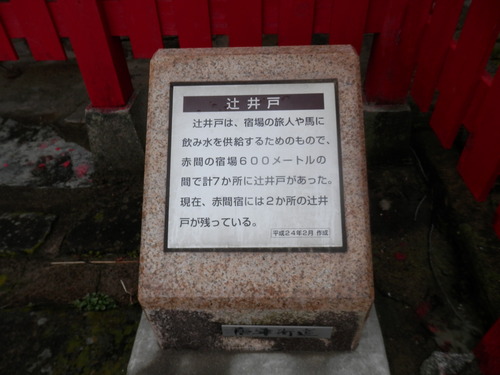 辻井戸
辻井戸は、宿場の旅人や馬に
飲み水を供給するためのもので、
赤間の宿場600メートルの
間で計7か所に辻井戸があった。
現在、赤間宿には2か所の辻井
戸が残っている。
平成24年2月 作成